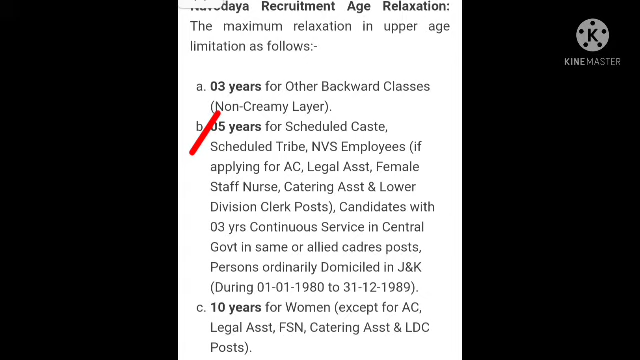 Navodaya Recruitment Age Relaxation:
The maximum relaxation in upper age
limitation as follows:-
a. 03 years for Other Backward Classes
(Non-Creamy Layer).
b. 05 years for Scheduled Caste,
Scheduled Tribe, NVS Employees (if
applying for AC, Legal Asst, Female
Staff Nurse, Catering Asst & Lower
Division Clerk Posts), Candidates with
03 yrs Continuous Service in Central
Govt in same or allied cadres posts,
Persons ordinarily Domiciled in J&K
(During 01-01-1980 to 31-12-1989).
c. 10 years for Women (except for AC,
Legal Asst, FSN, Catering Asst & LDC
Posts).
K
KINEMASTER